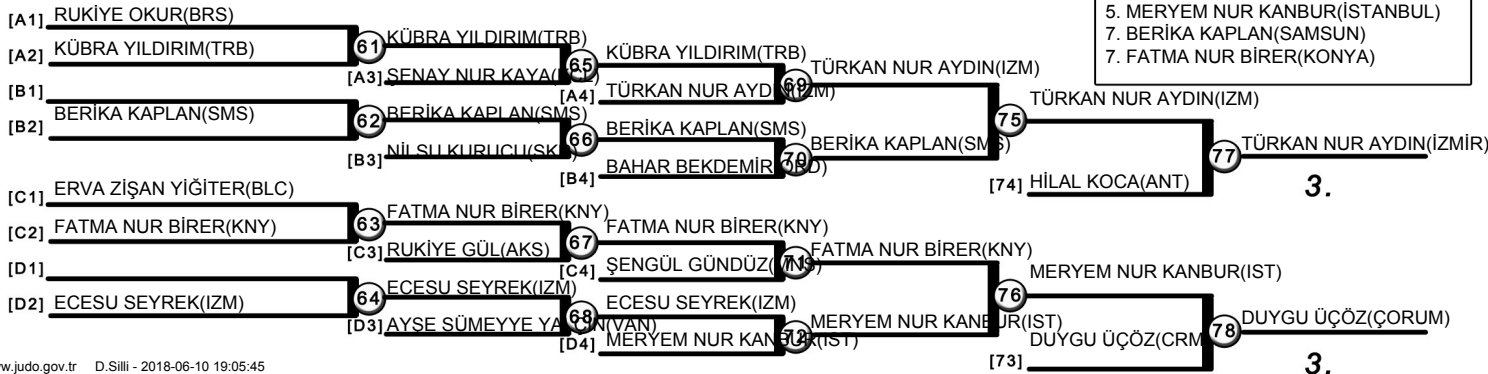 5. MERYEM NUR KANBUR(İSTANBUL)
7. BERİKA KAPLAN(SAMSUN)
7. FATMA NUR BİRER(KONYA)
[A1] RUKİYE OKUR(BRS)
[A2] KÜBRA YILDIRIM(TRB)
[B1]
[B2] BERİKA KAPLAN(SMS)
[C1] ERVA ZİŞAN YİĞİTER(BLC)
[C2] FATMA NUR BİRER(KNY)
[D1]
[D2] ECESU SEYREK(IZM)
61 KÜBRA YILDIRIM(TRB)
[A3] ŞENAY NUR
62 BERİKA KAPLAN(SMS)
[B3] NİLSU KURUCU
63 FATMA NUR BİRER(KNY)
[C3] RUKİYE GÜL(AKS)
64 ECESU SEYREK(IZM)
[D3] AYŞE SÜMEYYE
65 KÜBRA YILDIRIM(TRB)
[A4] TÜRKAN NUR AYDIN(IZM)
66 BERİKA KAPLAN(SMS)
[B4] BAHAR BEKDEMİR(ORD)
67 FATMA NUR BİRER(KNY)
[C4] ŞENGÜL GÜNDÜZ
68 ECESU SEYREK(IZM)
[D4] MERYEM NUR KANBUR(IST)
69 TÜRKAN NUR AYDIN(IZM)
70 BERİKA KAPLAN(SMS)
71 FATMA NUR BİRER(KNY)
72 MERYEM NUR KANBUR(IST)
75 TÜRKAN NUR AYDIN(IZM)
[74] HİLAL KOCA(ANT)
76 MERYEM NUR KANBUR(IST)
[73] DUYGU ÜÇÖZ(CRM
77 TÜRKAN NUR AYDIN(İZMİR)
3.
78 DUYGU ÜÇÖZ(ÇORUM)
3.
w.judo.gov.tr D.Silli - 2018-06-10 19:05:45